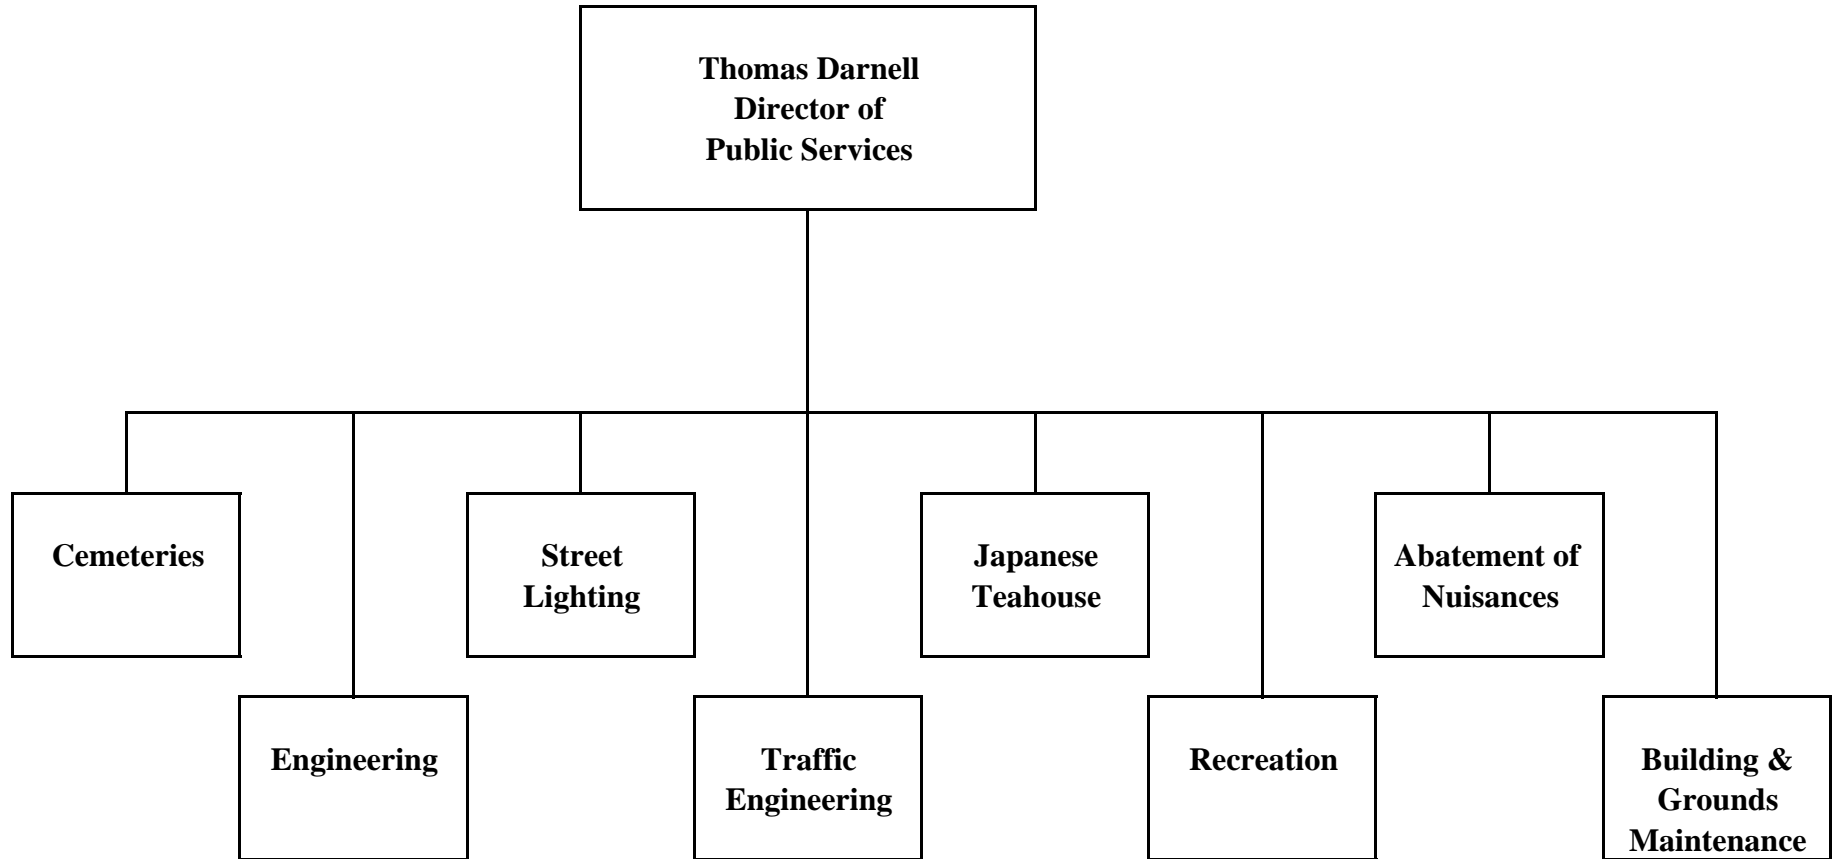 Thomas Darnell
Director of
Public Services
Cemeteries
Street
Lighting
Japanese
Teahouse
Abatement of
Nuisances
Engineering
Traffic
Engineering
Recreation
Building &
Grounds
Maintenance